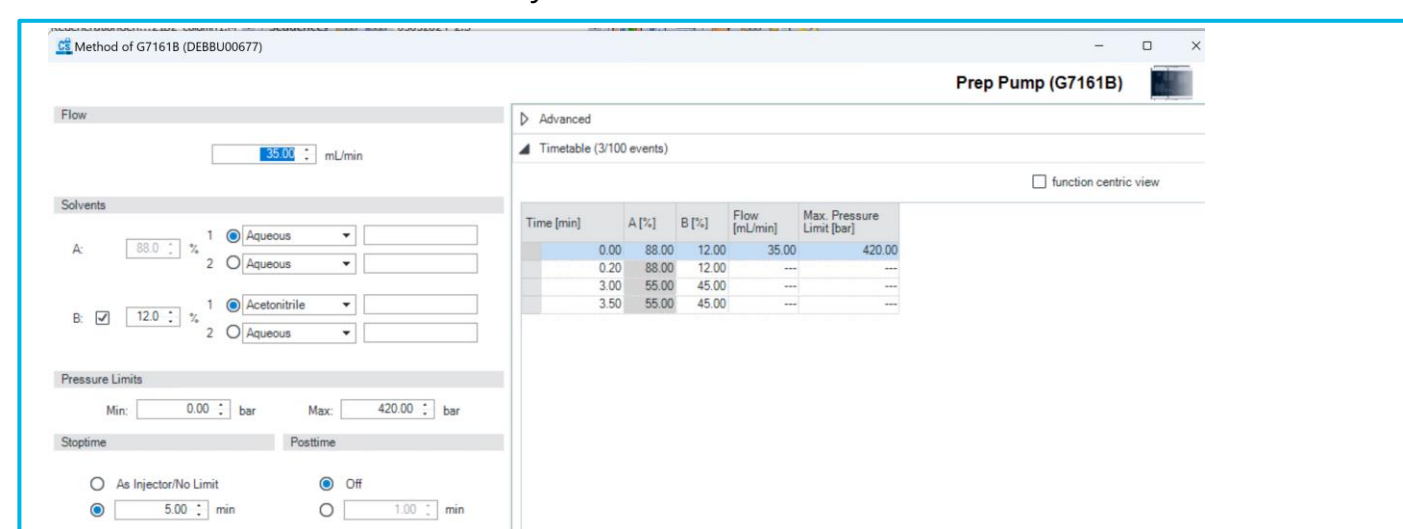 Method of G7161B (DEBBU00677)
Prep Pump (G7161B)
Flow
35.00 mL/min
Solvents
A: 88.0 %
1 Aqueous
2 Aqueous
B: 12.0 %
1 Acetonitrile
2 Aqueous
Pressure Limits
Min: 0.00 bar Max: 420.00 bar
Stoptime Posttime
As Injector/No Limit Off
5.00 min 1.00 min
Advanced
Timetable (3/100 events)
function centric view
Time [min] A [%] B [%] Flow [mL/min] Max. Pressure Limit [bar]
0.00 88.00 12.00 35.00 420.00
0.20 88.00 12.00 --- ---
3.00 55.00 45.00 --- ---
3.50 55.00 45.00 --- ---